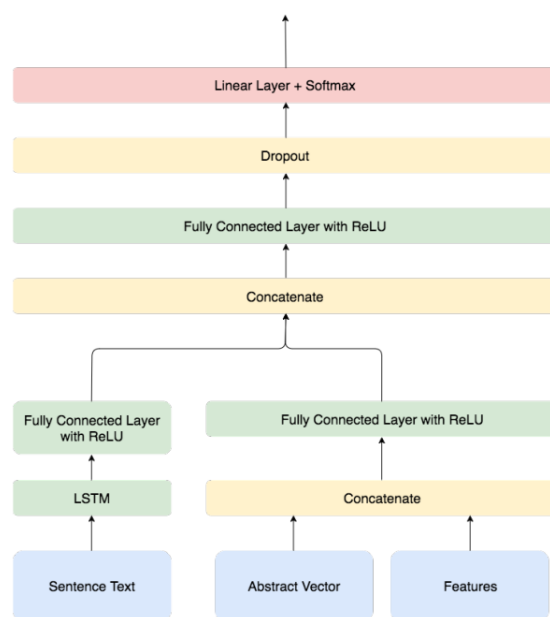 Linear Layer + Softmax
Dropout
Fully Connected Layer with ReLU
Concatenate
Fully Connected Layer
with ReLU
Fully Connected Layer with ReLU
LSTM
Concatenate
Sentence Text
Abstract Vector
Features